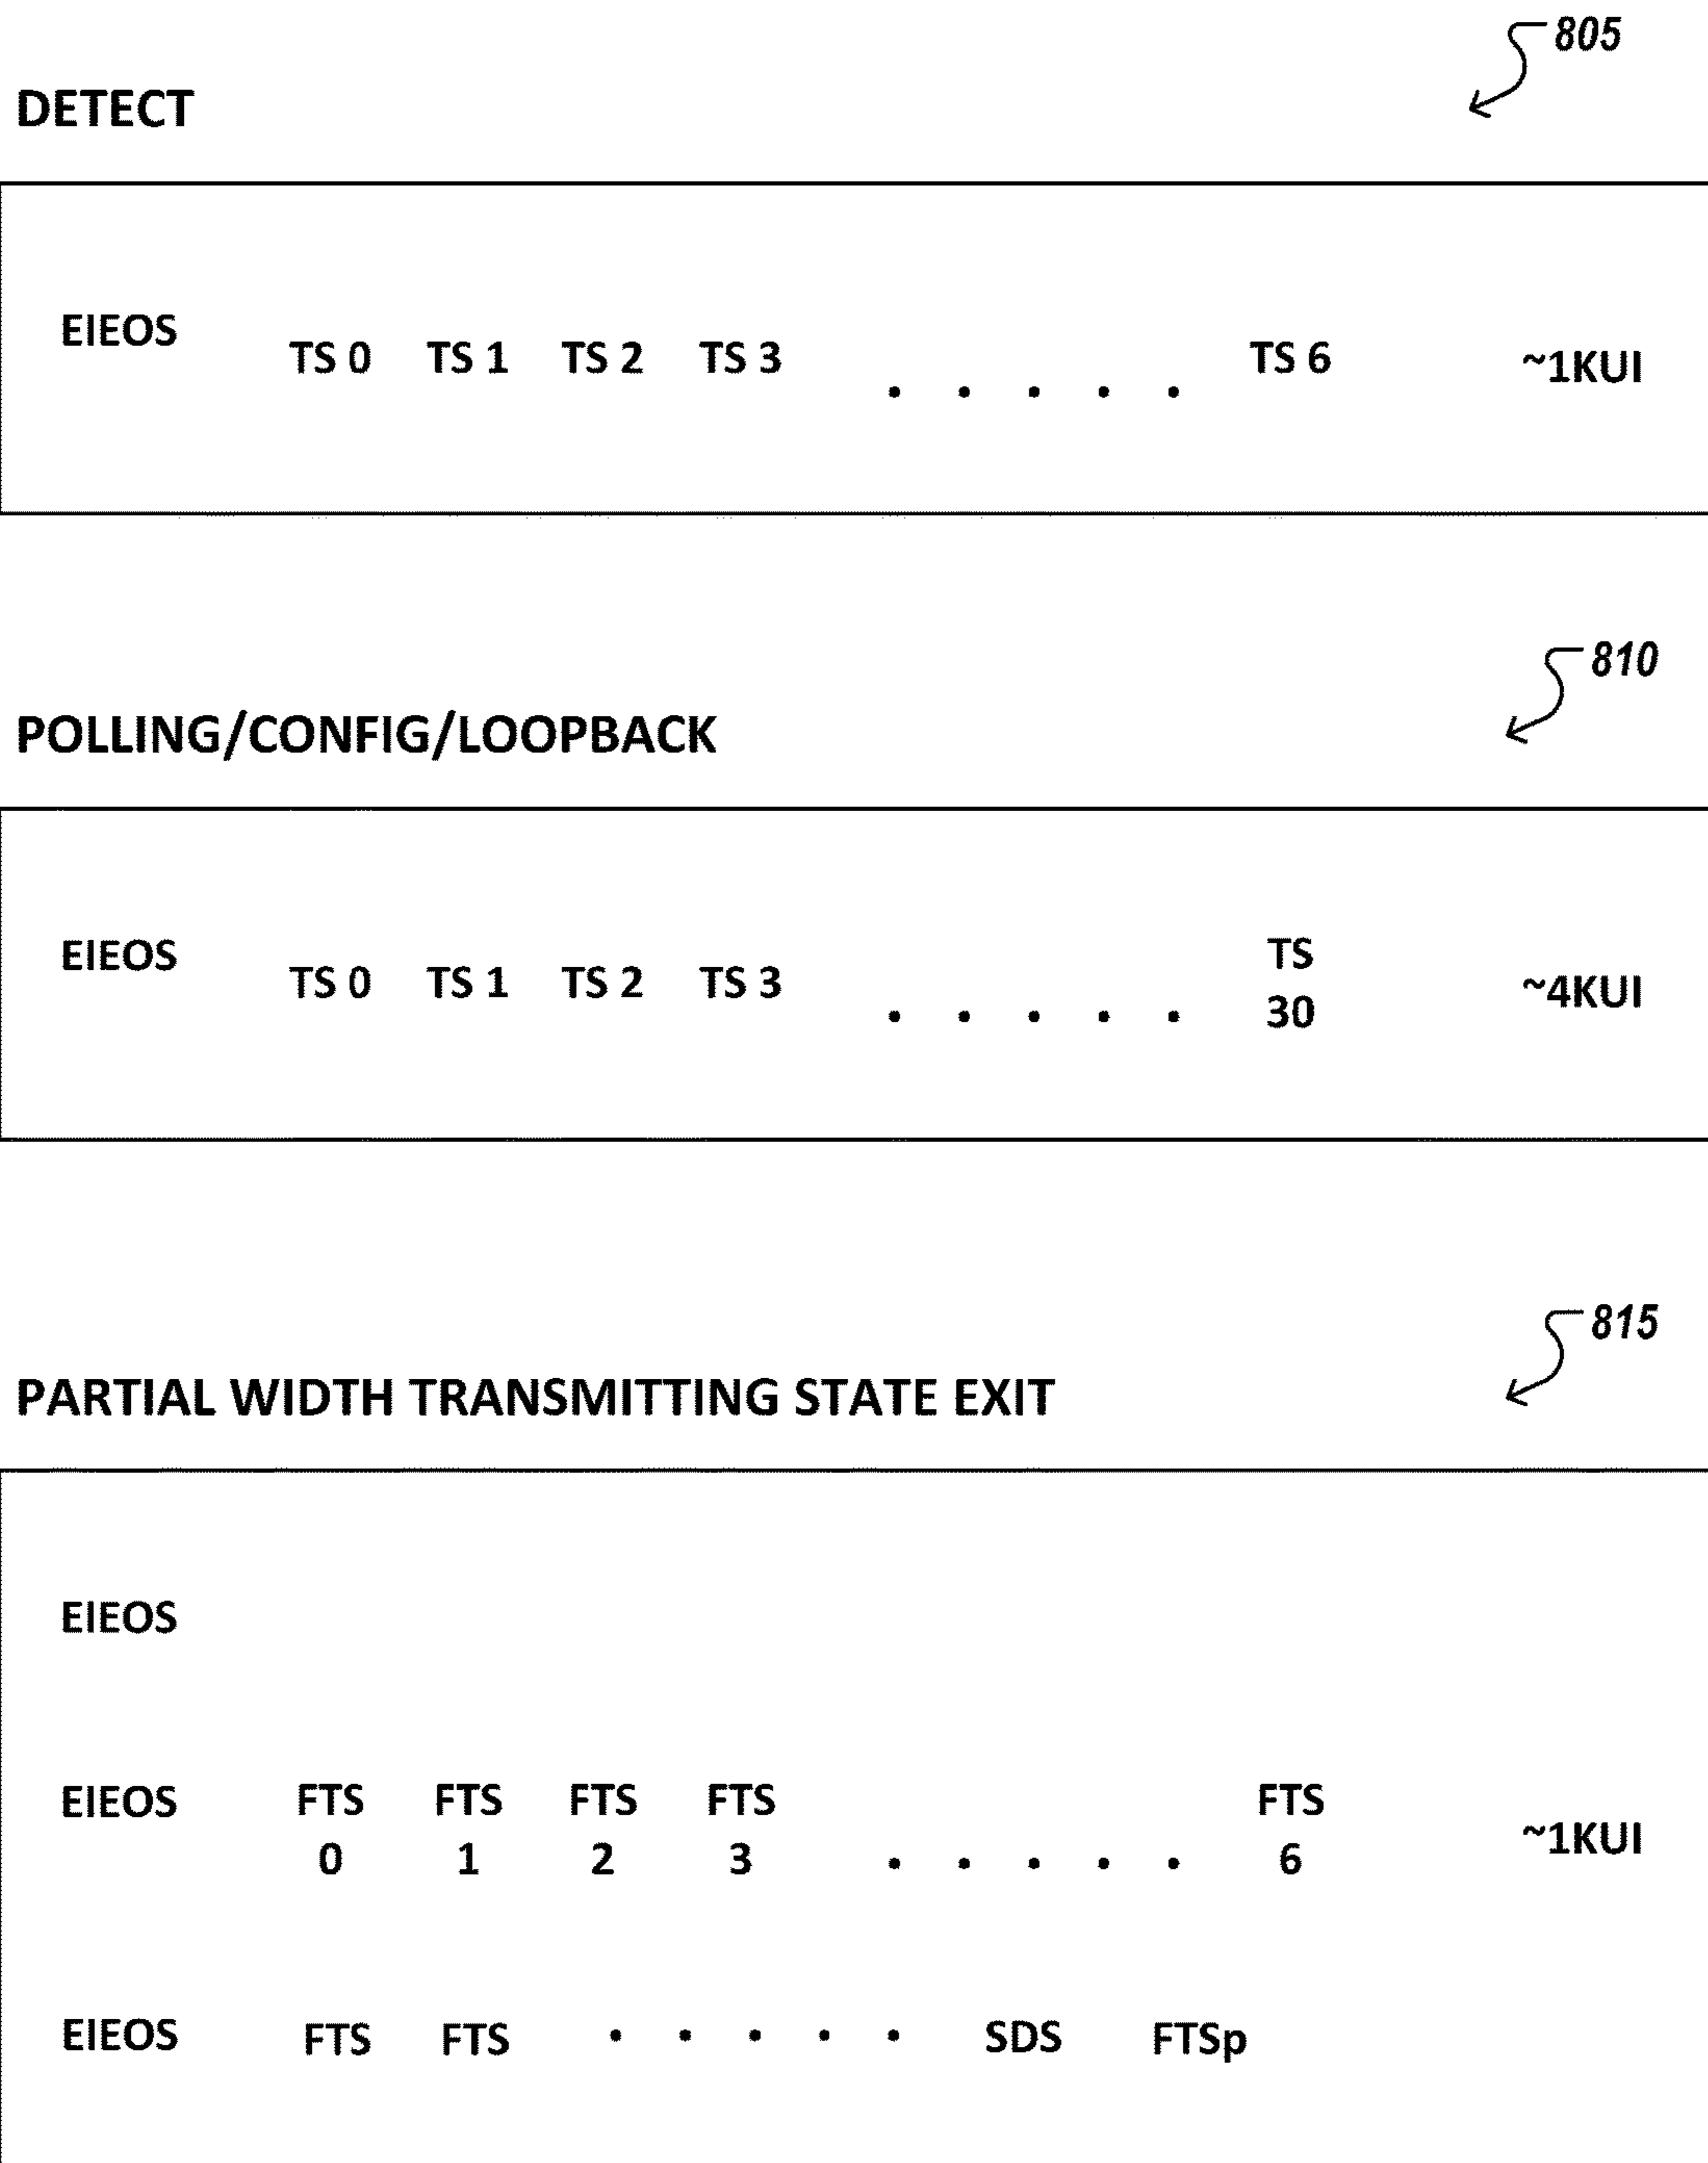 805
DETECT
EIEOS TS 0 TS 1 TS 2 TS 3 . . . . . TS 6 ~1KUI
810
POLLING/CONFIG/LOOPBACK
EIEOS TS 0 TS 1 TS 2 TS 3 . . . . . TS 30 ~4KUI
815
PARTIAL WIDTH TRANSMITTING STATE EXIT
EIEOS
EIEOS FTS 0 FTS 1 FTS 2 FTS 3 . . . . . FTS 6 ~1KUI
EIEOS FTS FTS . . . . . SDS FTSp